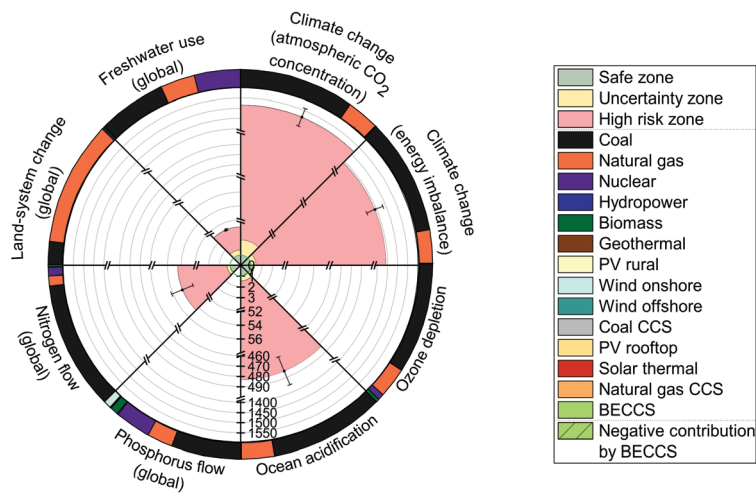 Climate change
(atmospheric CO2
concentration)
Climate change
(energy imbalance)
Ozone depletion
Ocean acidification
Phosphorus flow
(global)
Nitrogen flow
(global)
Land-system change
(global)
Freshwater use
(global)
0
1
2
3
52
54
56
460
470
480
490
1400
1450
1500
1550
Safe zone
Uncertainty zone
High risk zone
Coal
Natural gas
Nuclear
Hydropower
Biomass
Geothermal
PV rural
Wind onshore
Wind offshore
Coal CCS
PV rooftop
Solar thermal
Natural gas CCS
BECCS
Negative contribution
by BECCS